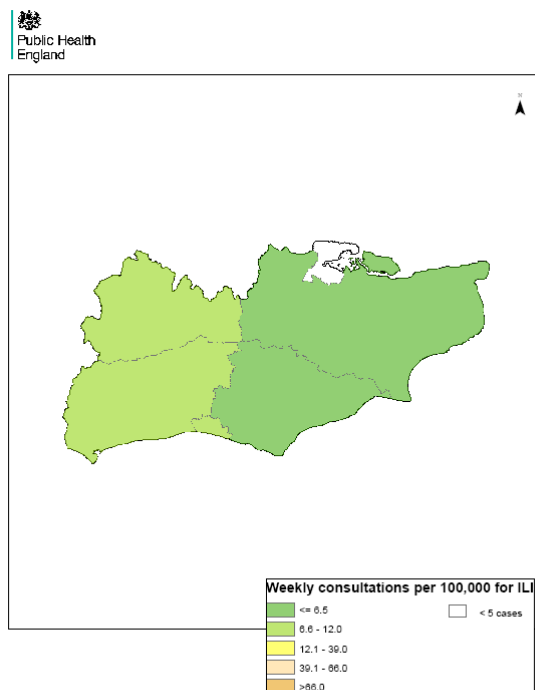 Public Health
England
N
Weekly consultations per 100,000 for ILI
<= 6.5
< 5 cases
6.6 - 12.0
12.1 - 39.0
39.1 - 66.0
>66.0